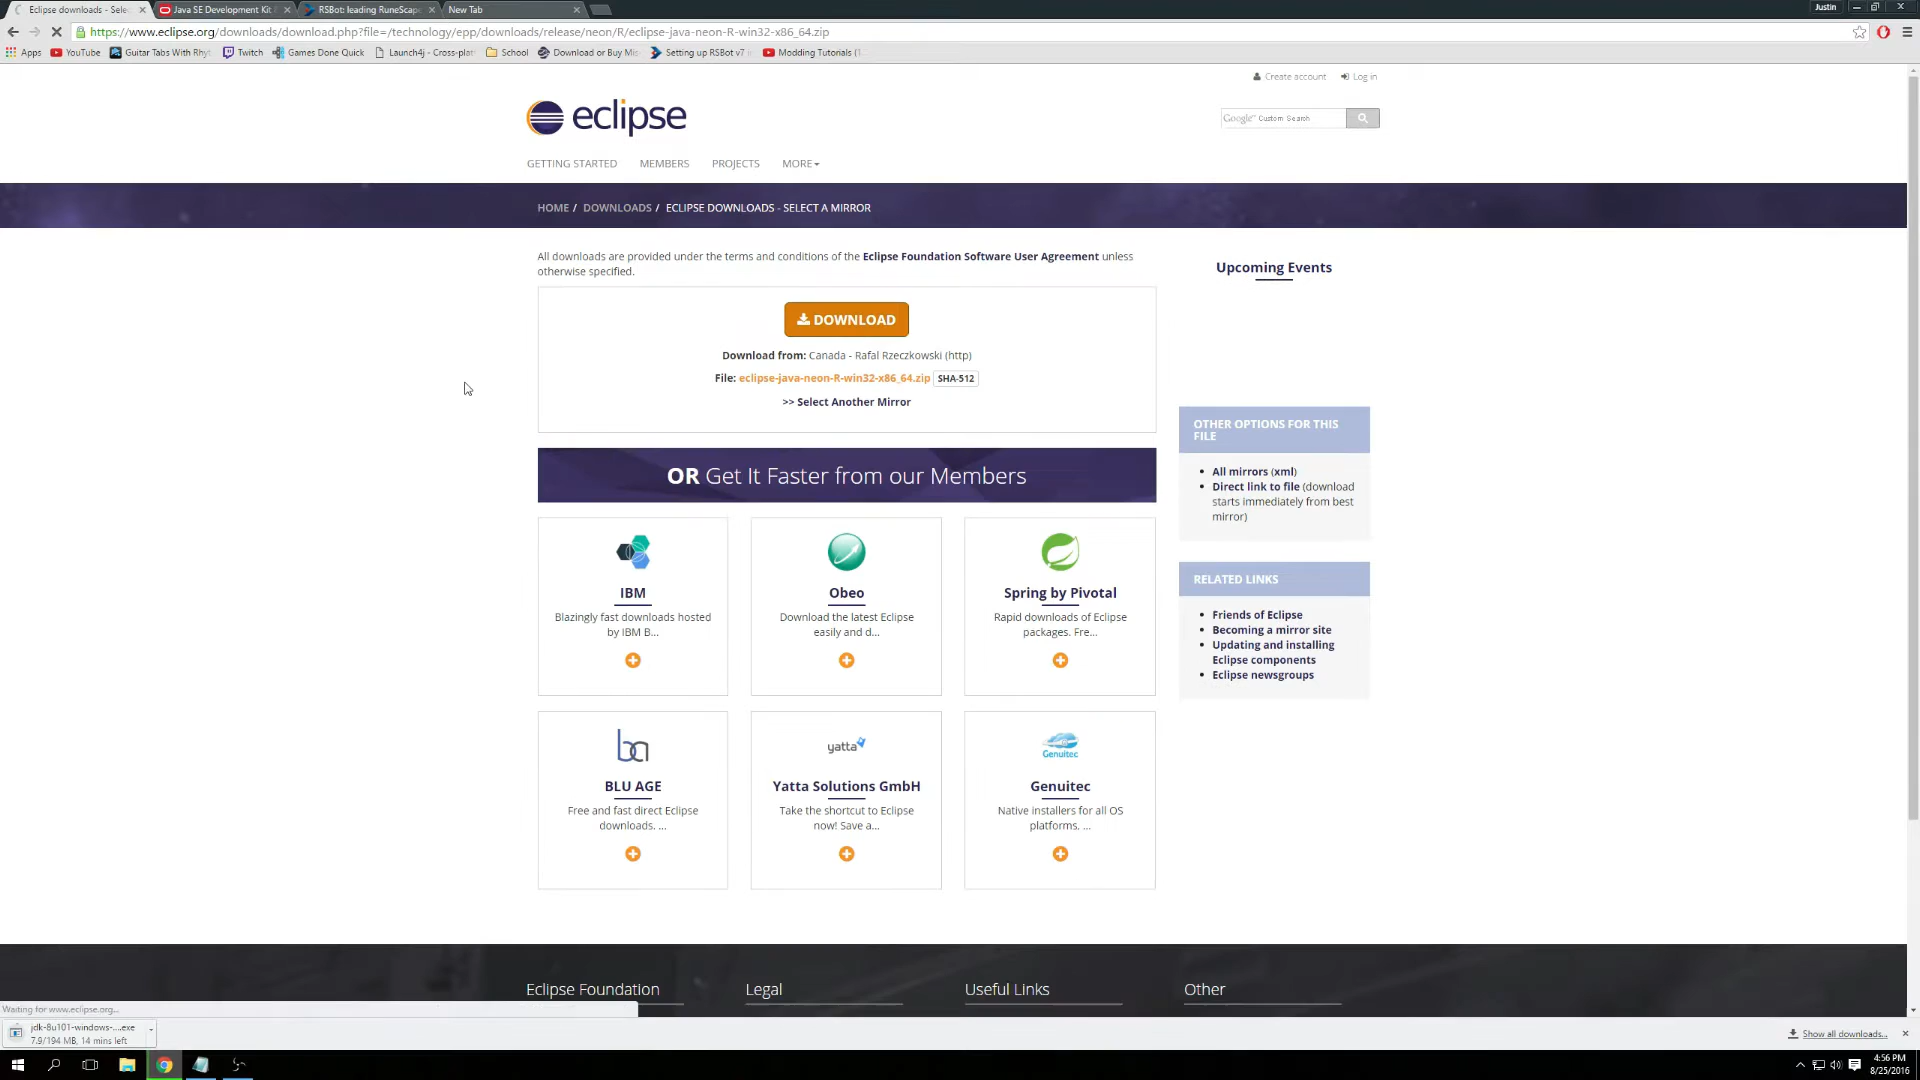 Eclipse downloads - Sele
Java SE Development Kit
RSBot: leading RuneScape
New Tab
Justin
https://www.eclipse.org/downloads/download.php?file=/technology/epp/downloads/release/neon/R/eclipse-java-neon-R-win32-x86_64.zip
Apps
YouTube
Guitar Tabs With Rhyt
Twitch
Games Done Quick
Launch4j - Cross-plat
School
Download or Buy Mis
Setting up RSBot v7
Modding Tutorials (1
Create account
Log in
eclipse
Google™ Custom Search
GETTING STARTED
MEMBERS
PROJECTS
MORE
HOME / DOWNLOADS / ECLIPSE DOWNLOADS - SELECT A MIRROR
All downloads are provided under the terms and conditions of the Eclipse Foundation Software User Agreement unless
otherwise specified.
DOWNLOAD
Download from: Canada - Rafal Rzeczkowski (http)
File: eclipse-java-neon-R-win32-x86_64.zip SHA-512
>> Select Another Mirror
Upcoming Events
OTHER OPTIONS FOR THIS
FILE
• All mirrors (xml)
• Direct link to file (download
starts immediately from best
mirror)
OR Get It Faster from our Members
IBM
Blazingly fast downloads hosted
by IBM B...
Obeo
Download the latest Eclipse
easily and d...
Spring by Pivotal
Rapid downloads of Eclipse
packages. Fre...
RELATED LINKS
• Friends of Eclipse
• Becoming a mirror site
• Updating and installing
Eclipse components
• Eclipse newsgroups
ba
BLU AGE
Free and fast direct Eclipse
downloads. ...
yatta
Yatta Solutions GmbH
Take the shortcut to Eclipse
now! Save a...
Genuitec
Genuitec
Native installers for all OS
platforms. ...
Eclipse Foundation
Legal
Useful Links
Other
Waiting for www.eclipse.org...
jdk-8u101-windows-....exe
7.9/194 MB, 14 mins left
Show all downloads...
4:56 PM
8/25/2016